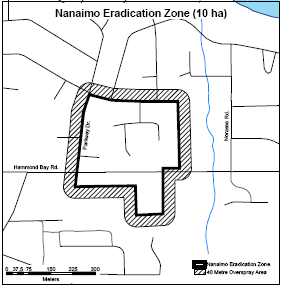 Nanaimo Eradication Zone (10 ha)
Parkway Dr.
Norasea Rd.
Hammond Bay Rd.
Nanaimo Eradication Zone
40 Metre Overspray Area
0 37.5 75 150 225 300
Meters